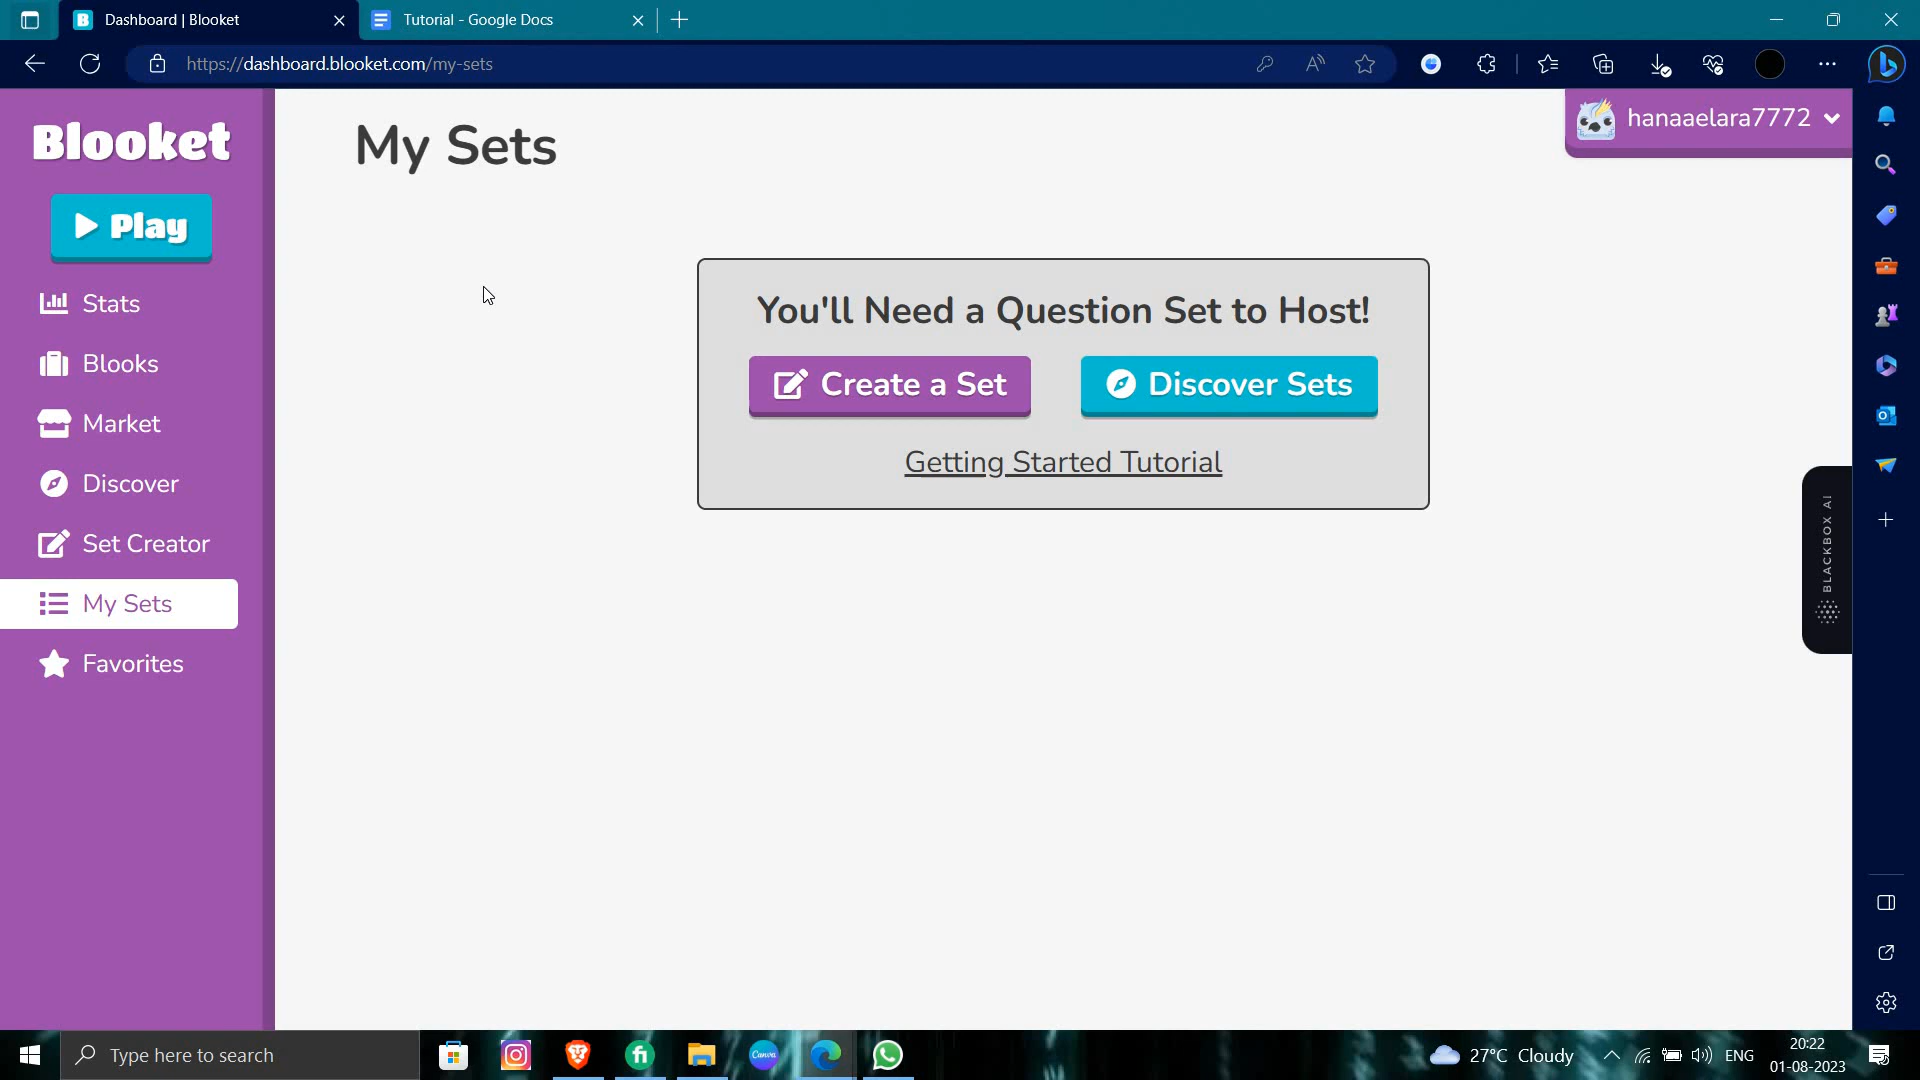 Dashboard | Blooket
Tutorial - Google Docs
https://dashboard.blooket.com/my-sets
Blooket
My Sets
hanaaelara7772
Play
Stats
You'll Need a Question Set to Host!
Blooks
Create a Set
Discover Sets
Market
Getting Started Tutorial
Discover
Set Creator
BLACKBOX AI
My Sets
Favorites
Type here to search
Canva
27°C Cloudy
ENG
20:22
01-08-2023